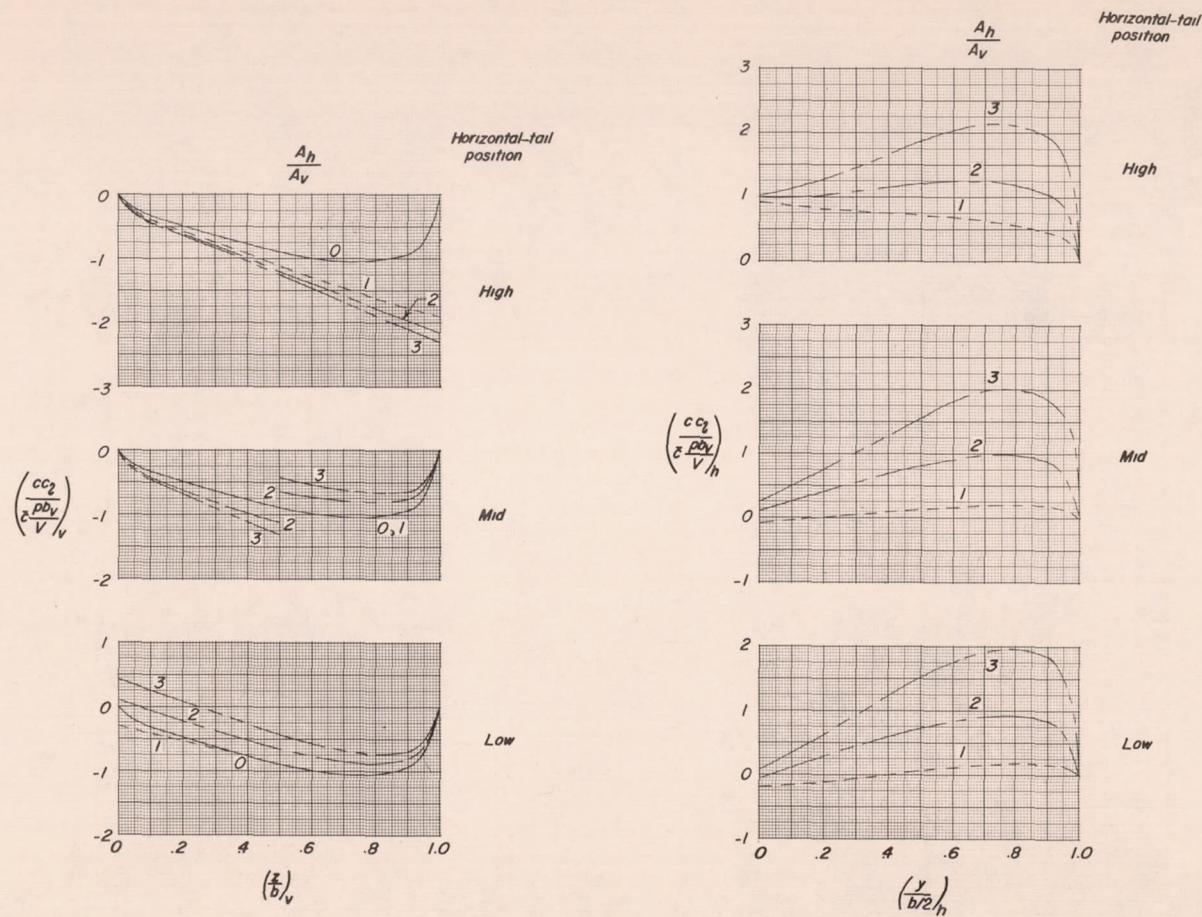 A_h/A_v
Horizontal-tail
position
0
-1
-2
-3
0
1
2
3
High
(cc_l / c̄ pb_v/V)_v
0
-1
-2
3
2
2
3
0,1
Mid
1
0
-1
-2
3
2
1
0
Low
0 .2 .4 .6 .8 1.0
(z/b)_v
A_h/A_v
Horizontal-tail
position
3
2
1
0
3
2
1
High
(cc_l / c̄ pb_v/V)_h
3
2
1
0
-1
3
2
1
Mid
2
1
0
-1
3
2
1
Low
0 .2 .4 .6 .8 1.0
(y/b/2)_h